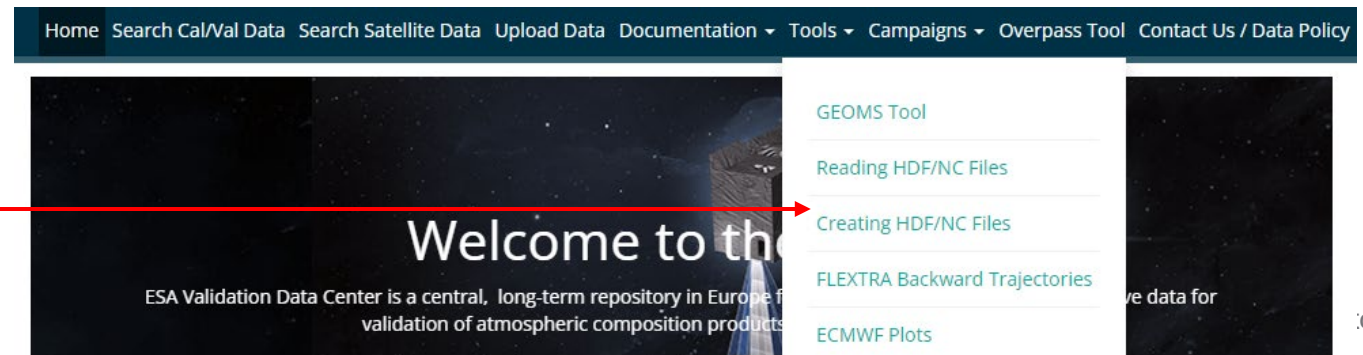 Home Search Cal/Val Data Search Satellite Data Upload Data Documentation Tools Campaigns Overpass Tool Contact Us / Data Policy
GEOMS Tool
Reading HDF/NC Files
Creating HDF/NC Files
FLEXTRA Backward Trajectories
ECMWF Plots
Welcome to the
ESA Validation Data Center is a central, long-term repository in Europe
ve data for
validation of atmospheric composition products